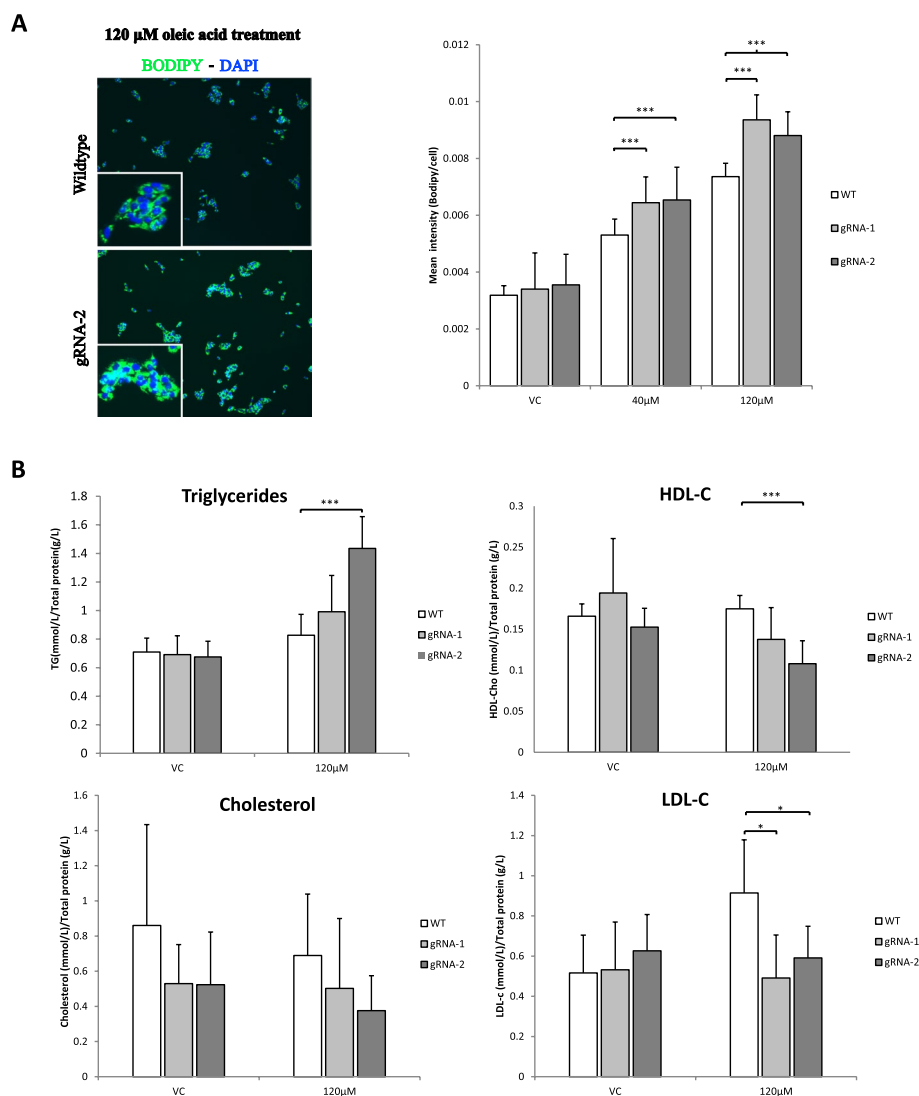 A
120 µM oleic acid treatment
BODIPY - DAPI
Wildtype
gRNA-2
Mean intensity (Bodipy/cell)
0.012
0.01
0.008
0.006
0.004
0.002
0
***
***
***
***
VC
40µM
120µM
WT
gRNA-1
gRNA-2
B
Triglycerides
TG(mmol/L/Total protein(g/L)
1.8
1.6
1.4
1.2
1
0.8
0.6
0.4
0.2
0
***
VC
120µM
WT
gRNA-1
gRNA-2
HDL-C
HDL-Cho (mmol/L)/Total protein (g/L)
0.3
0.25
0.2
0.15
0.1
0.05
0
***
VC
120µM
WT
gRNA-1
gRNA-2
Cholesterol
Cholesterol (mmol/L)/Total protein (g/L)
1.6
1.4
1.2
1
0.8
0.6
0.4
0.2
0
VC
120µM
WT
gRNA-1
gRNA-2
LDL-C
LDL-c (mmol/L)/Total protein (g/L)
1.4
1.2
1
0.8
0.6
0.4
0.2
0
*
*
VC
120µM
WT
gRNA-1
gRNA-2